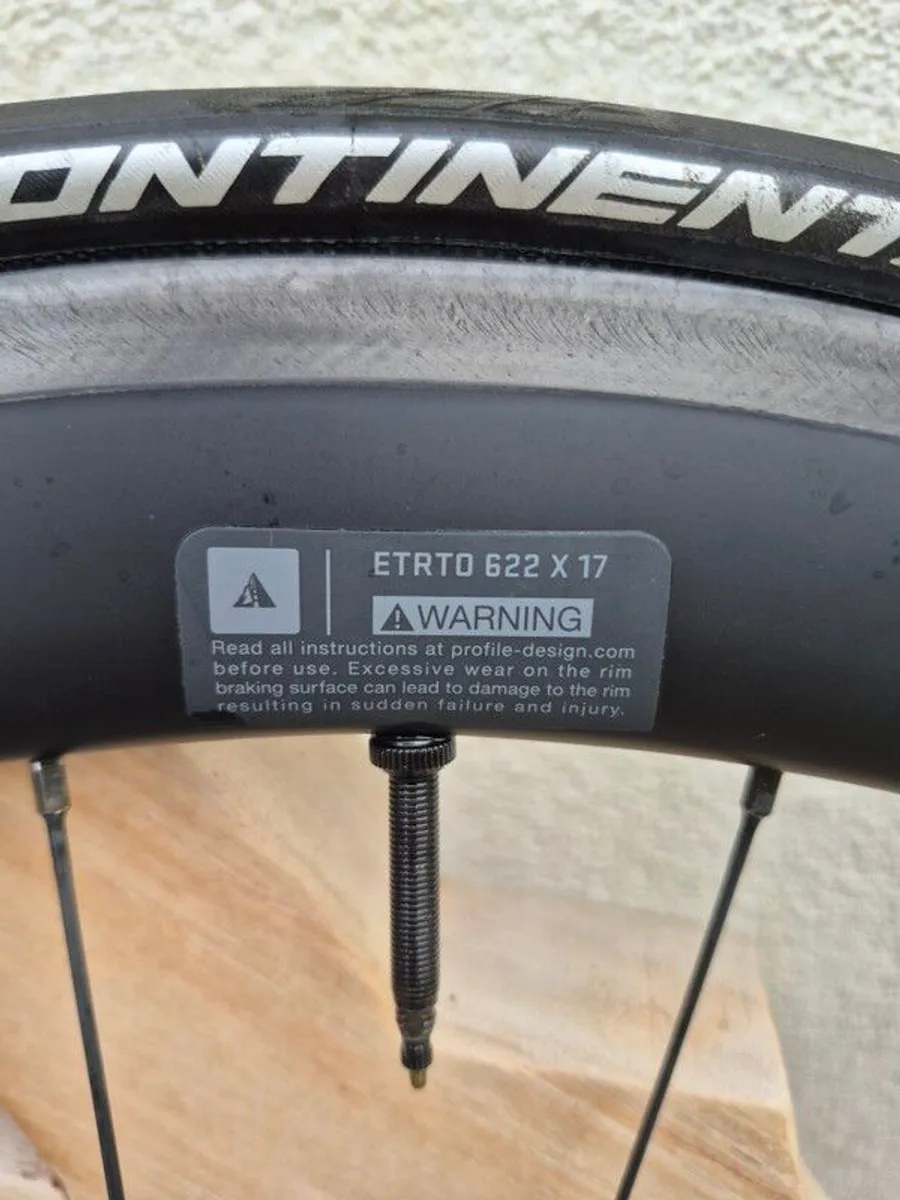 ONTINENT
ETRTO 622 X 17
WARNING
Read all instructions at profile-design.com
before use. Excessive wear on the rim
braking surface can lead to damage to the rim
resulting in sudden failure and injury.